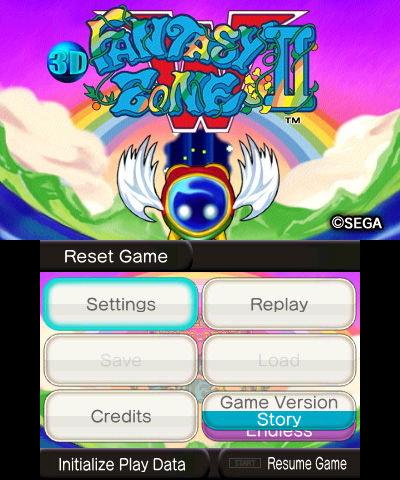 3D
FANTASY
ZONE II
W
TM
©SEGA
Reset Game
Settings
Replay
Save
Load
Credits
Game Version
Story
Endless
Initialize Play Data
START Resume Game